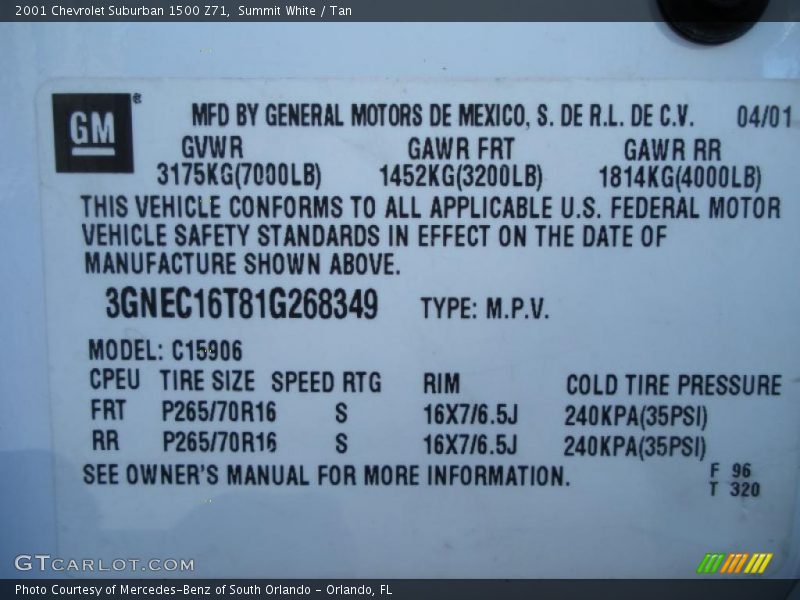 2001 Chevrolet Suburban 1500 Z71, Summit White / Tan
GM® MFD BY GENERAL MOTORS DE MEXICO, S. DE R.L. DE C.V. 04/01
GVWR GAWR FRT GAWR RR
3175KG(7000LB) 1452KG(3200LB) 1814KG(4000LB)
THIS VEHICLE CONFORMS TO ALL APPLICABLE U.S. FEDERAL MOTOR
VEHICLE SAFETY STANDARDS IN EFFECT ON THE DATE OF
MANUFACTURE SHOWN ABOVE.
3GNEC16T81G268349 TYPE: M.P.V.
MODEL: C15906
CPEU TIRE SIZE SPEED RTG RIM COLD TIRE PRESSURE
FRT P265/70R16 S 16X7/6.5J 240KPA(35PSI)
RR P265/70R16 S 16X7/6.5J 240KPA(35PSI)
SEE OWNER'S MANUAL FOR MORE INFORMATION.
F 96
T 320
GTCARLOT.COM
Photo Courtesy of Mercedes-Benz of South Orlando - Orlando, FL